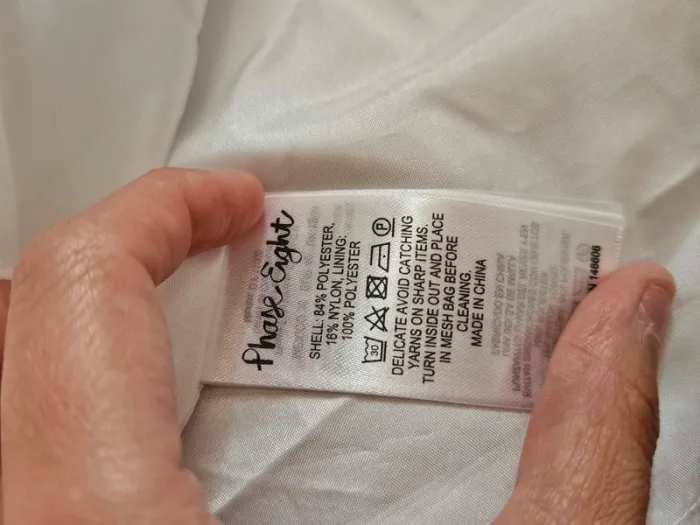 Phase Eight
SHELL: 84% POLYESTER,
16% NYLON, LINING:
100% POLYESTER
30 P
DELICATE AVOID CATCHING
YARNS ON SHARP ITEMS.
TURN INSIDE OUT AND PLACE
IN MESH BAG BEFORE
CLEANING.
MADE IN CHINA